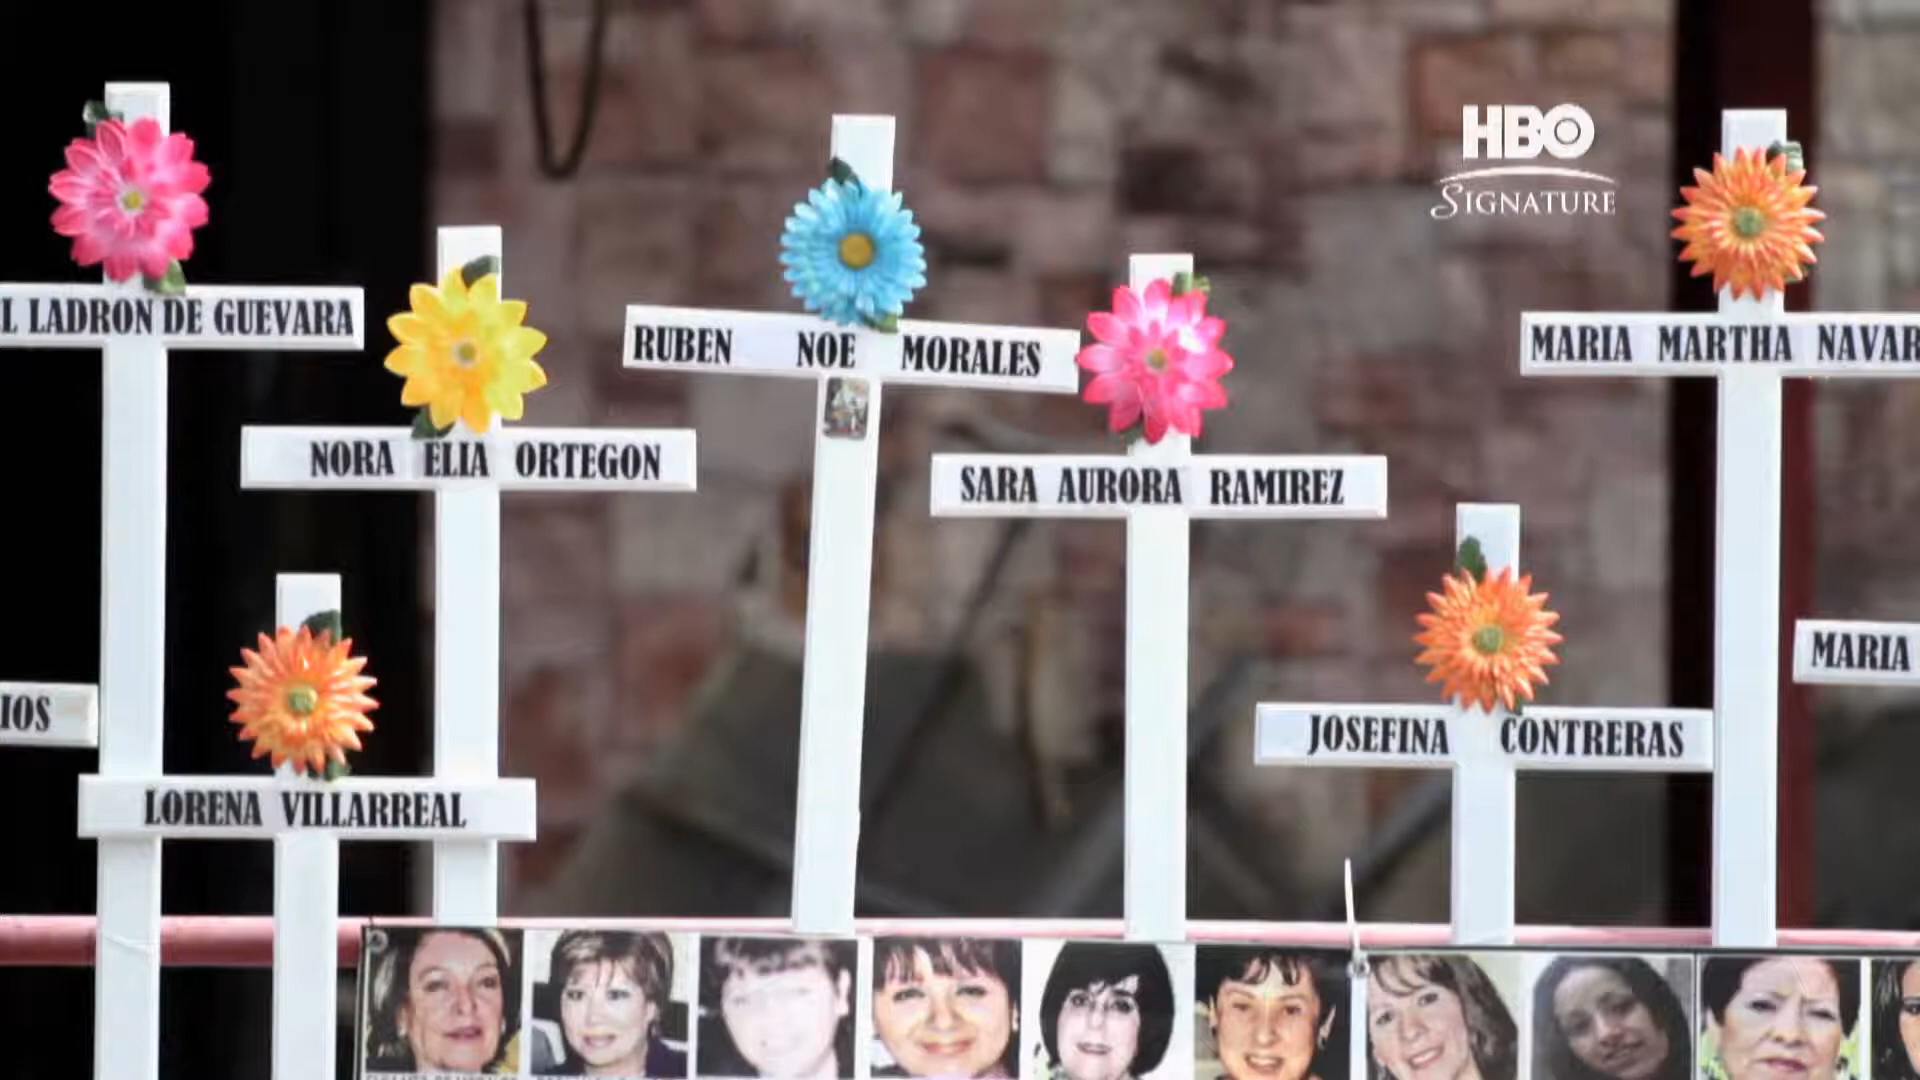 HBO
SIGNATURE
L LADRON DE GUEVARA
RUBEN NOE MORALES
MARIA MARTHA NAVAR
NORA ELIA ORTEGON
SARA AURORA RAMIREZ
MARIA
IOS
JOSEFINA CONTRERAS
LORENA VILLARREAL